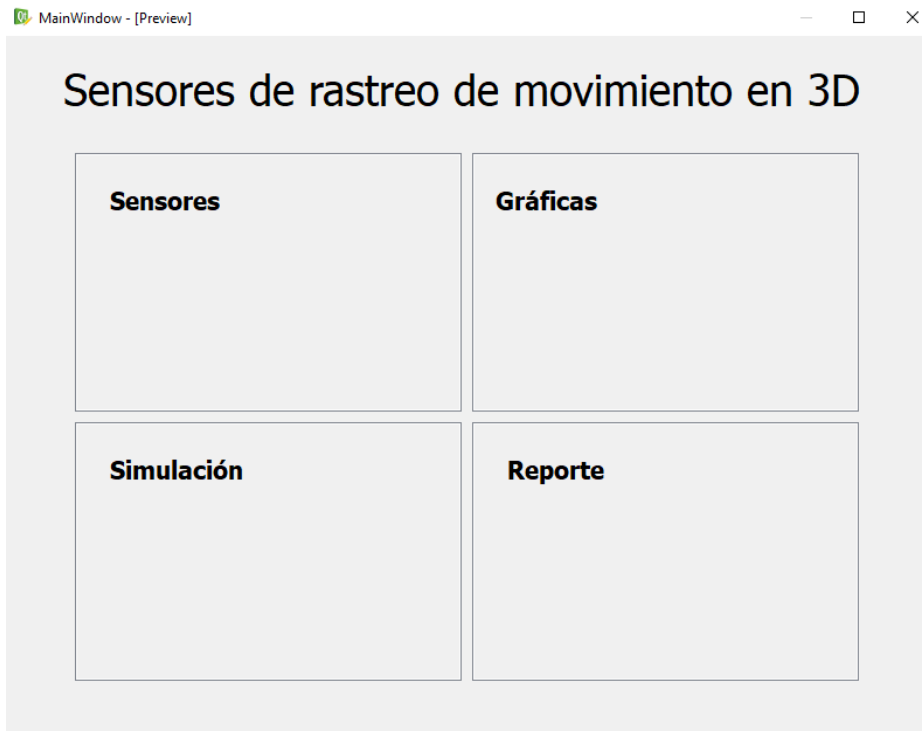 MainWindow - [Preview]
Sensores de rastreo de movimiento en 3D
Sensores
Gráficas
Simulación
Reporte